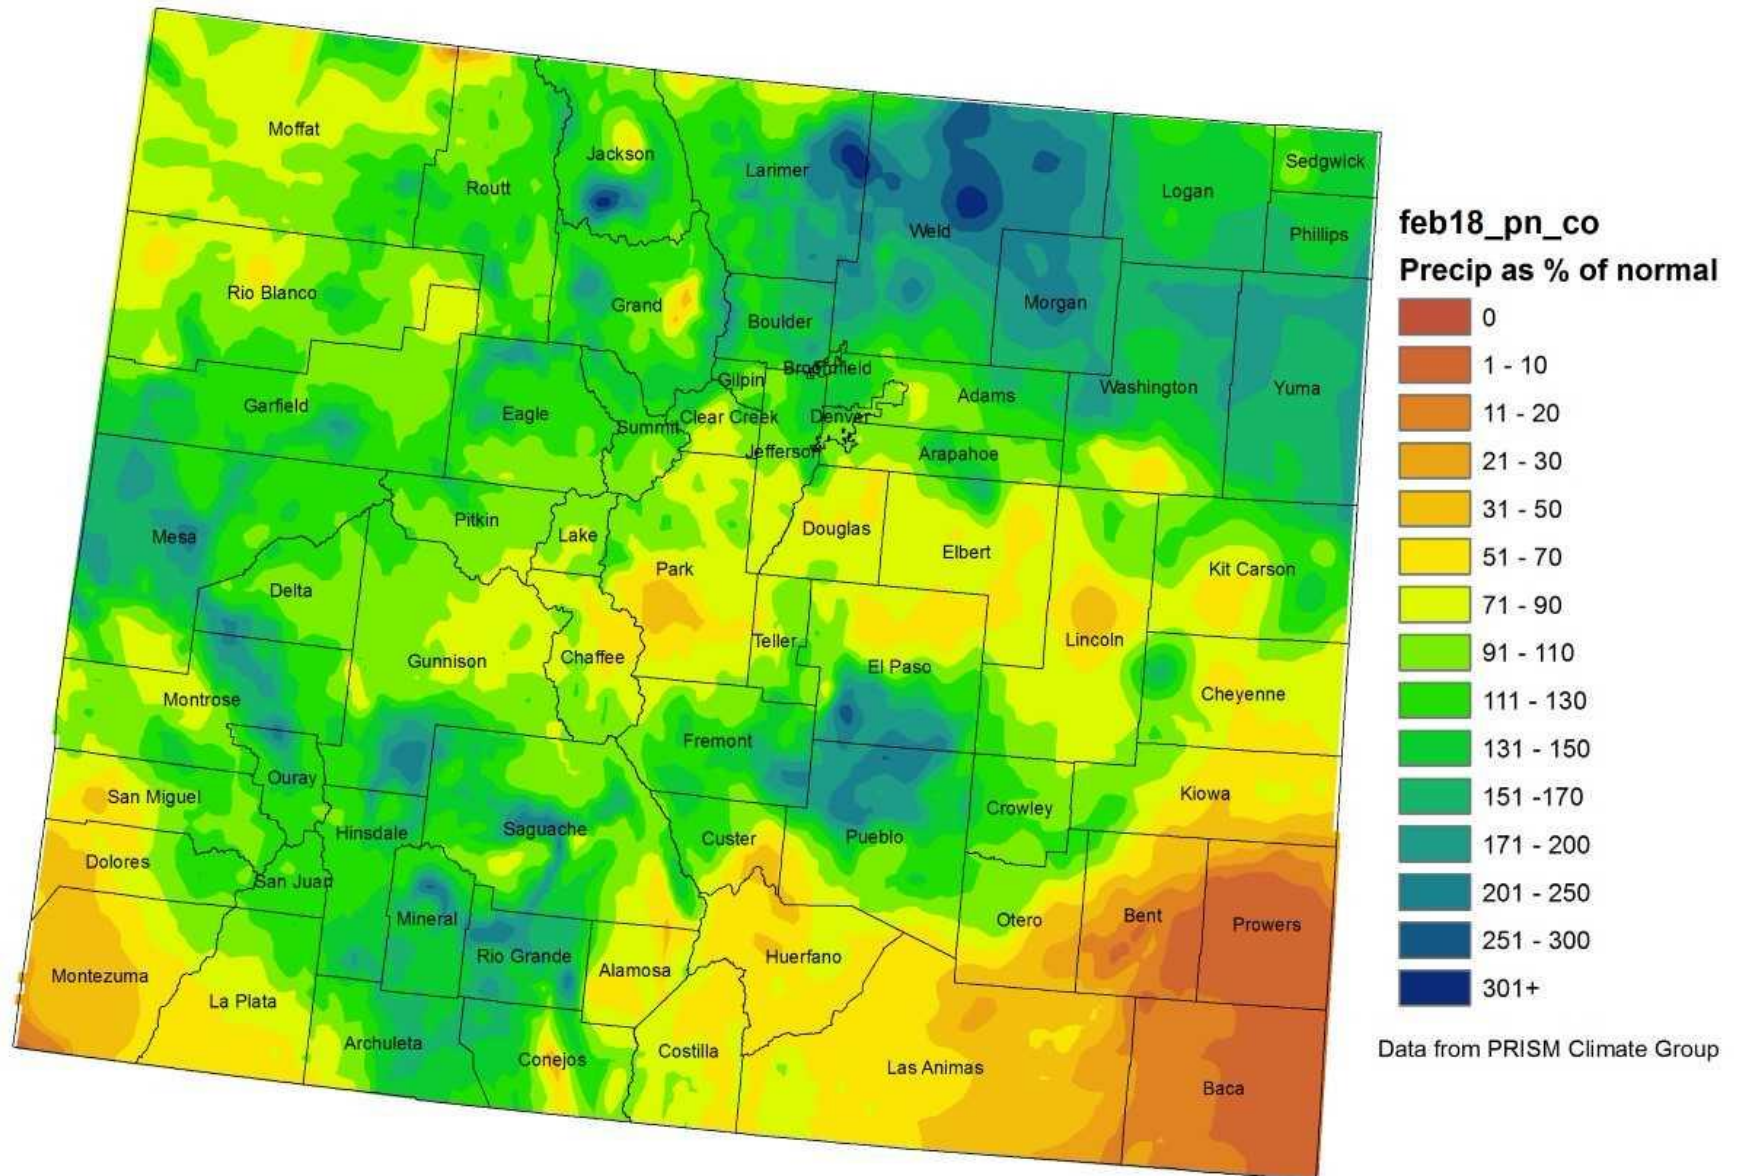 Moffat
Routt
Jackson
Larimer
Weld
Logan
Sedgwick
Phillips
Rio Blanco
Grand
Boulder
Morgan
Broomfield
Gilpin
Garfield
Eagle
Summit
Clear Creek
Denver
Adams
Washington
Yuma
Jefferson
Arapahoe
Mesa
Pitkin
Lake
Douglas
Elbert
Kit Carson
Delta
Park
Gunnison
Chaffee
Teller
El Paso
Lincoln
Cheyenne
Montrose
Fremont
Ouray
San Miguel
Hinsdale
Saguache
Custer
Pueblo
Crowley
Kiowa
Dolores
San Juan
Mineral
Otero
Bent
Prowers
Montezuma
La Plata
Rio Grande
Alamosa
Huerfano
Archuleta
Conejos
Costilla
Las Animas
Baca
feb18_pn_co
Precip as % of normal
0
1 - 10
11 - 20
21 - 30
31 - 50
51 - 70
71 - 90
91 - 110
111 - 130
131 - 150
151 -170
171 - 200
201 - 250
251 - 300
301+
Data from PRISM Climate Group